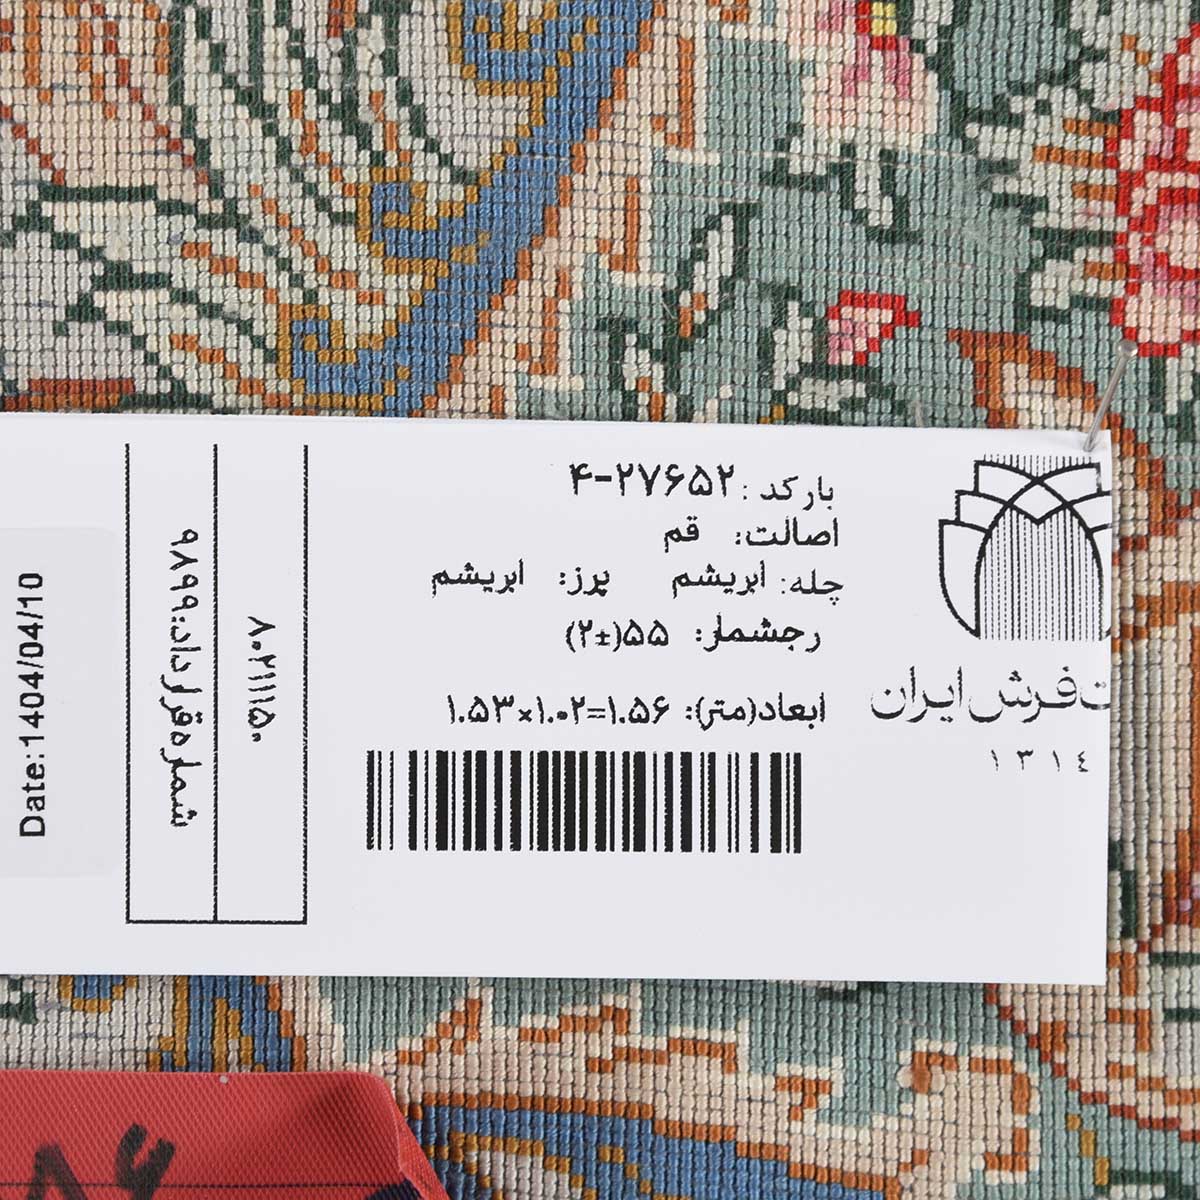 بارکد: ۴-۲۷۶۵۲
اصالت: قم
چله: ابریشم پرز: ابریشم
رجشمار: ۵۵(±۲)
ابعاد(متر): ۱.۵۳×۱.۰۲=۱.۵۶
ت فرش ایران
۱۳۱٤
۸۰۲۱۱۱۵۰
شماره قرارداد:۹۸۹۹
Date:1404/04/10